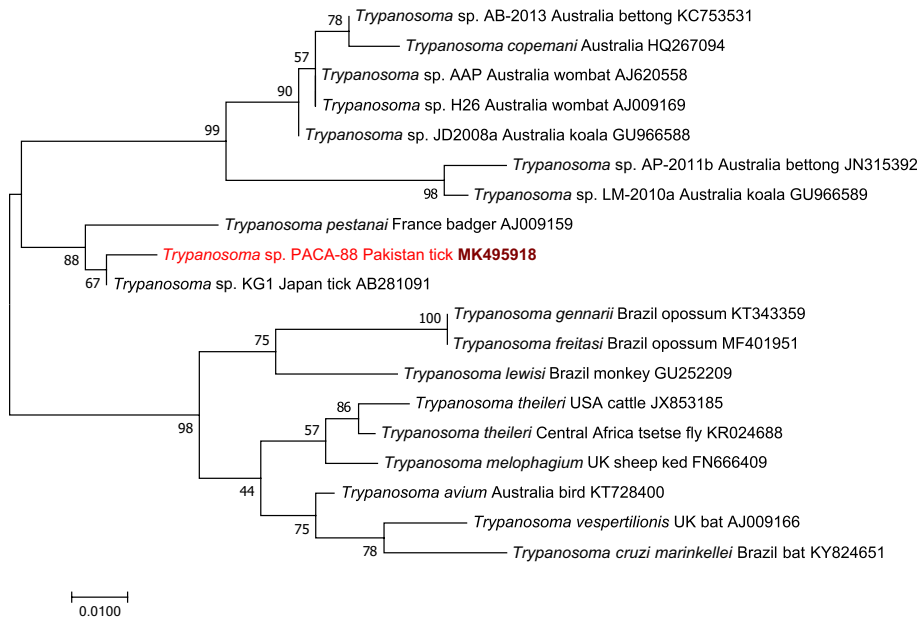 Trypanosoma sp. AB-2013 Australia bettong KC753531
78
Trypanosoma copemani Australia HQ267094
57
Trypanosoma sp. AAP Australia wombat AJ620558
90
Trypanosoma sp. H26 Australia wombat AJ009169
99
Trypanosoma sp. JD2008a Australia koala GU966588
Trypanosoma sp. AP-2011b Australia bettong JN315392
98
Trypanosoma sp. LM-2010a Australia koala GU966589
Trypanosoma pestanai France badger AJ009159
88
Trypanosoma sp. PACA-88 Pakistan tick MK495918
67
Trypanosoma sp. KG1 Japan tick AB281091
Trypanosoma gennarii Brazil opossum KT343359
100
75
Trypanosoma freitasi Brazil opossum MF401951
Trypanosoma lewisi Brazil monkey GU252209
98
Trypanosoma theileri USA cattle JX853185
86
57
Trypanosoma theileri Central Africa tsetse fly KR024688
Trypanosoma melophagium UK sheep ked FN666409
44
Trypanosoma avium Australia bird KT728400
75
Trypanosoma vespertilionis UK bat AJ009166
78
Trypanosoma cruzi marinkellei Brazil bat KY824651
0.0100